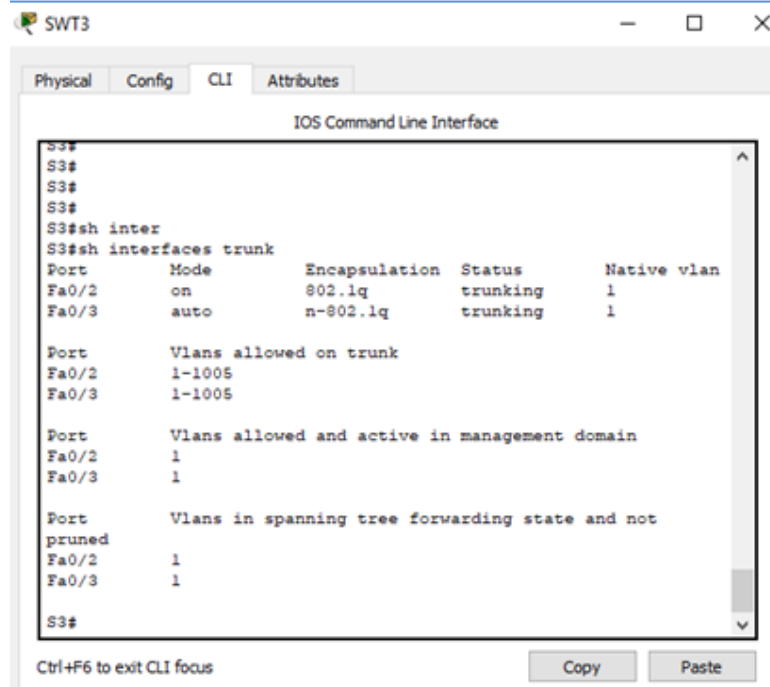 SWT3
Physical Config CLI Attributes
IOS Command Line Interface
S3#
S3#
S3#
S3#
S3#sh inter
S3#sh interfaces trunk
Port Mode Encapsulation Status Native vlan
Fa0/2 on 802.1q trunking 1
Fa0/3 auto n-802.1q trunking 1
Port Vlans allowed on trunk
Fa0/2 1-1005
Fa0/3 1-1005
Port Vlans allowed and active in management domain
Fa0/2 1
Fa0/3 1
Port Vlans in spanning tree forwarding state and not
pruned
Fa0/2 1
Fa0/3 1
S3#
Ctrl+F6 to exit CLI focus
Copy Paste